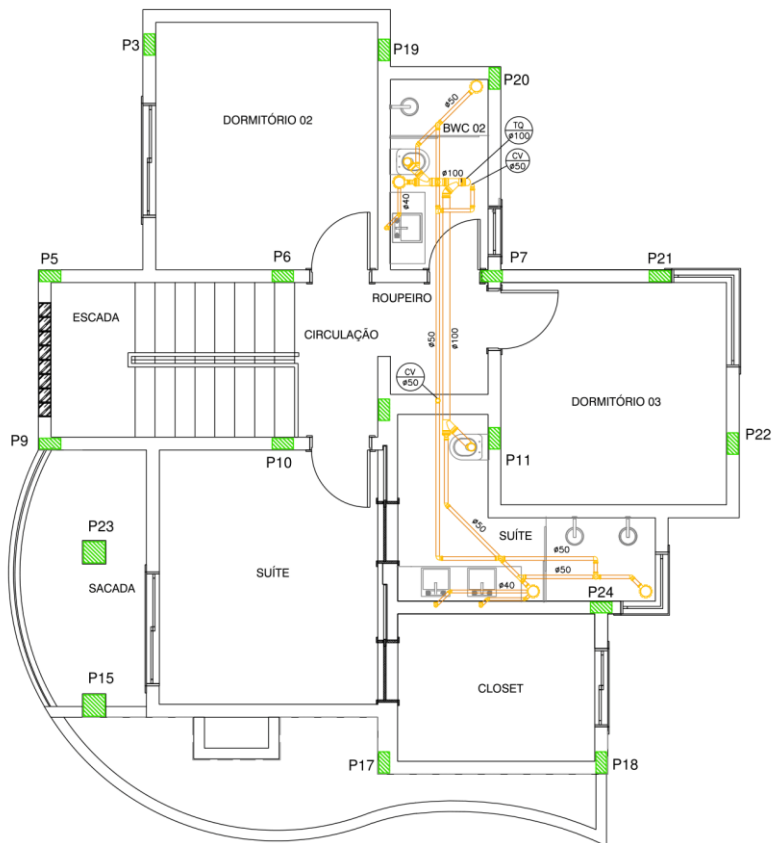 P3
P19
P20
DORMITÓRIO 02
ø50
BWC 02
TQ
ø100
CV
ø50
ø100
ø40
P5
P6
P7
P21
ROUPEIRO
ESCADA
CIRCULAÇÃO
ø50
ø100
CV
ø50
DORMITÓRIO 03
P9
P10
P11
P22
P23
ø50
SUÍTE
ø50
SUÍTE
ø50
ø40
SACADA
P24
P15
CLOSET
P17
P18